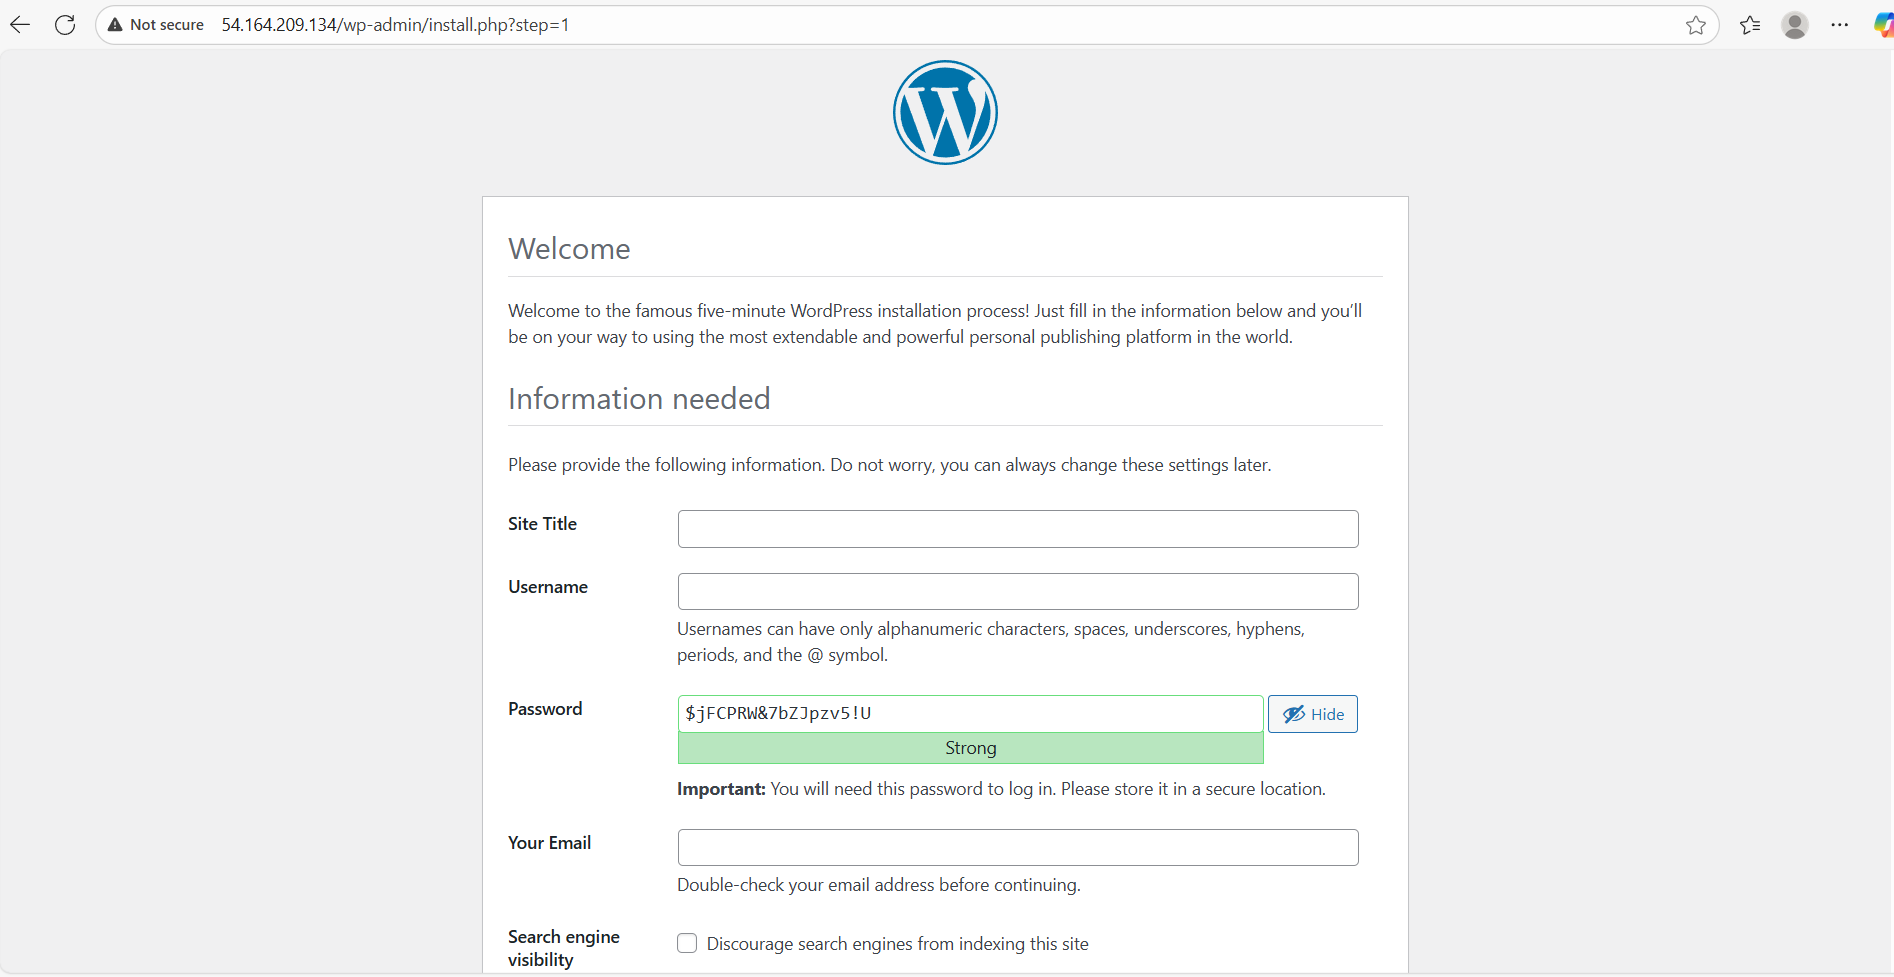 Not secure 54.164.209.134/wp-admin/install.php?step=1
Welcome
Welcome to the famous five-minute WordPress installation process! Just fill in the information below and you’ll
be on your way to using the most extendable and powerful personal publishing platform in the world.
Information needed
Please provide the following information. Do not worry, you can always change these settings later.
Site Title
Username
Usernames can have only alphanumeric characters, spaces, underscores, hyphens,
periods, and the @ symbol.
Password $jFCPRW&7bZJpzv5!U Hide
Strong
Important: You will need this password to log in. Please store it in a secure location.
Your Email
Double-check your email address before continuing.
Search engine
visibility
Discourage search engines from indexing this site